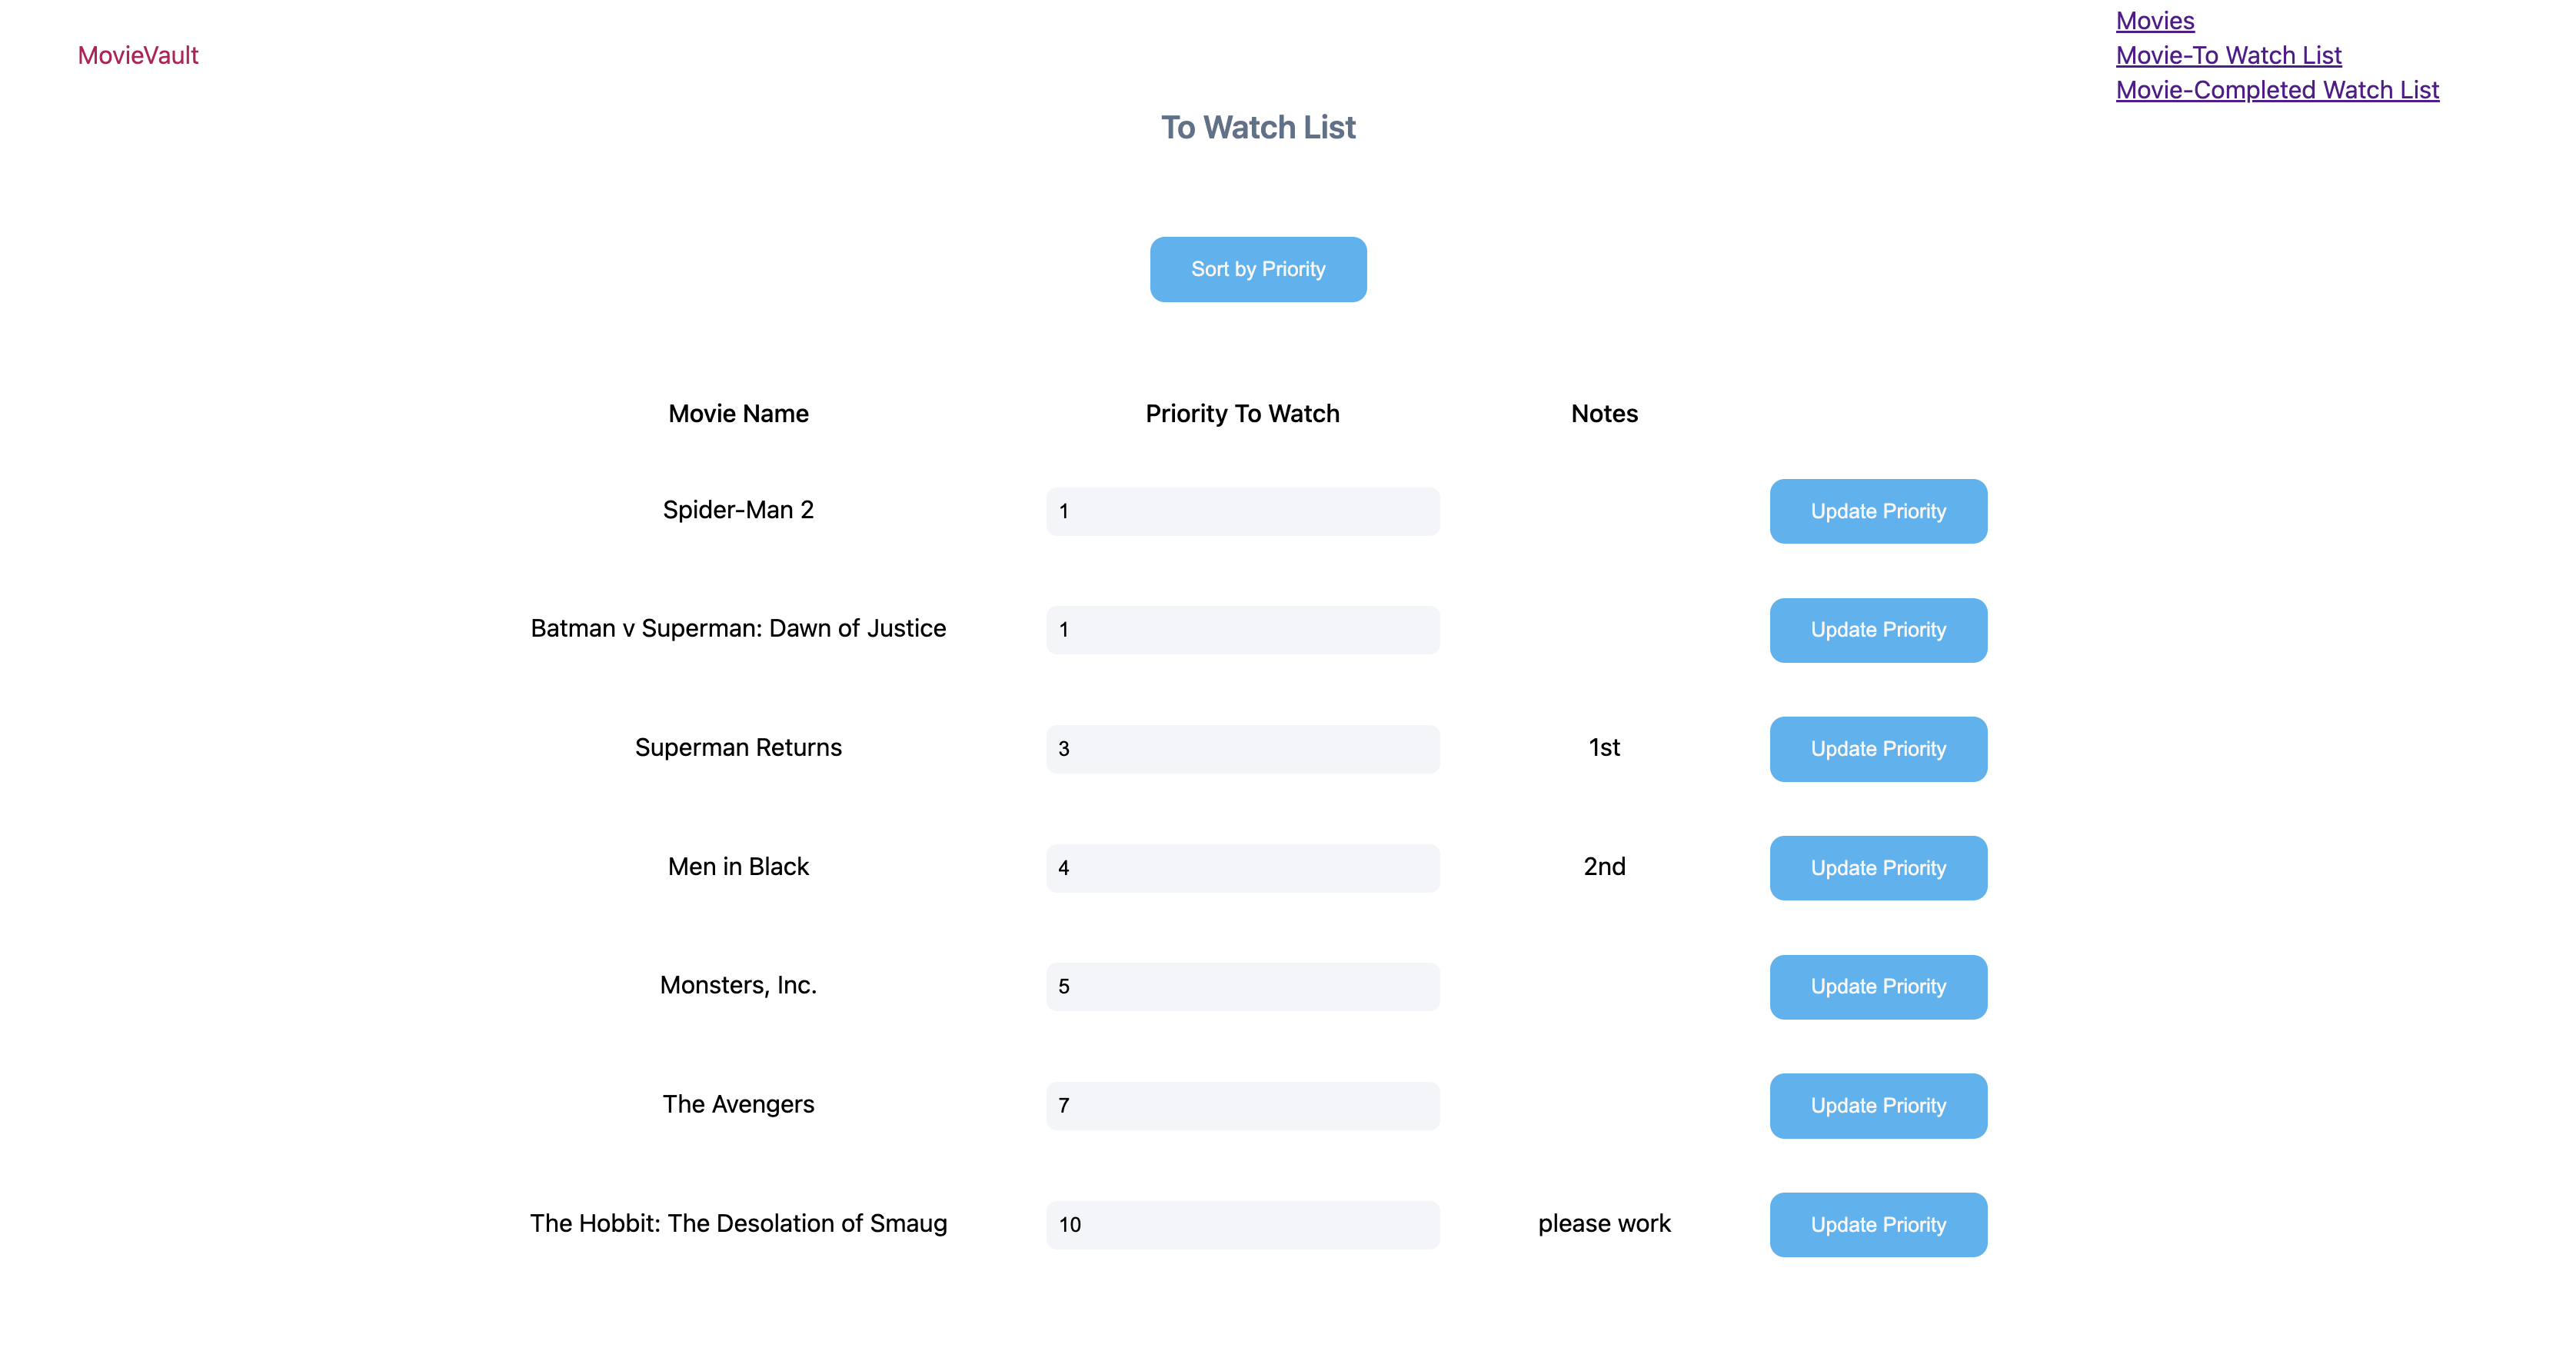 MovieVault
Movies
Movie-To Watch List
Movie-Completed Watch List
To Watch List
Sort by Priority
Movie Name Priority To Watch Notes
Spider-Man 2 1 Update Priority
Batman v Superman: Dawn of Justice 1 Update Priority
Superman Returns 3 1st Update Priority
Men in Black 4 2nd Update Priority
Monsters, Inc. 5 Update Priority
The Avengers 7 Update Priority
The Hobbit: The Desolation of Smaug 10 please work Update Priority